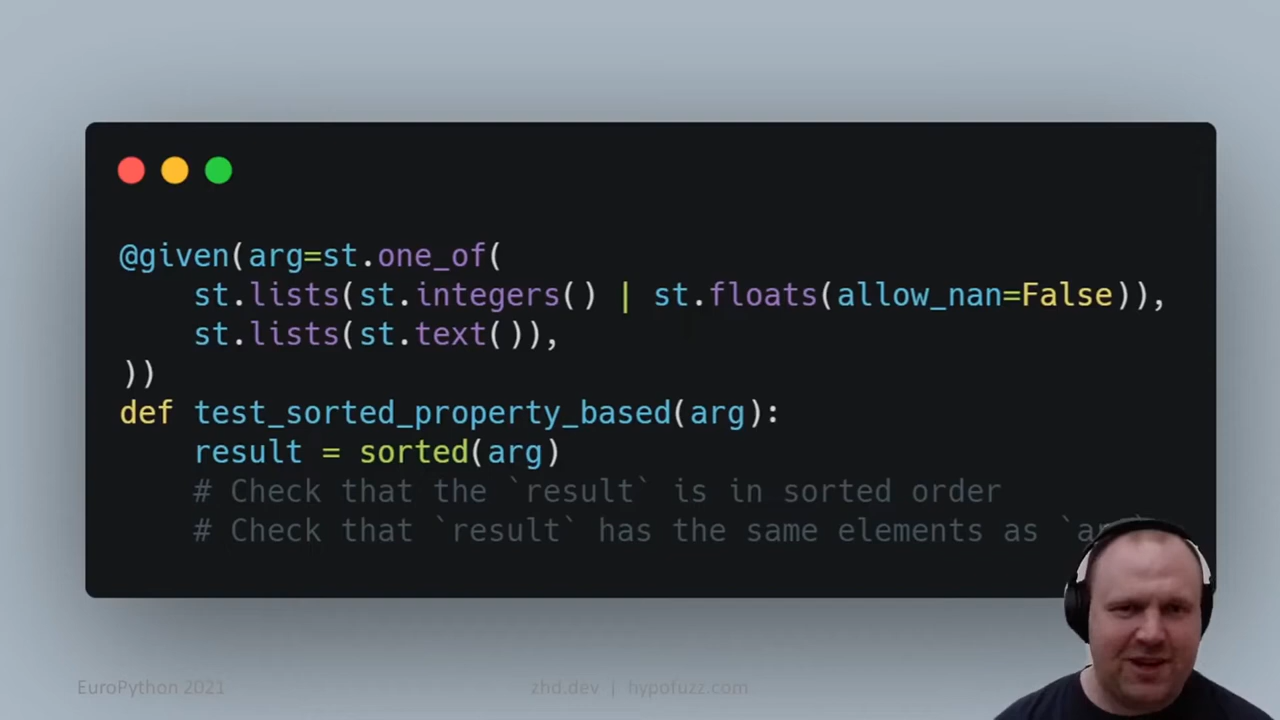 @given(arg=st.one_of(
    st.lists(st.integers() | st.floats(allow_nan=False)),
    st.lists(st.text()),
))
def test_sorted_property_based(arg):
    result = sorted(arg)
    # Check that the `result` is in sorted order
    # Check that `result` has the same elements as
EuroPython 2021
zhd.dev | hypofuzz.com